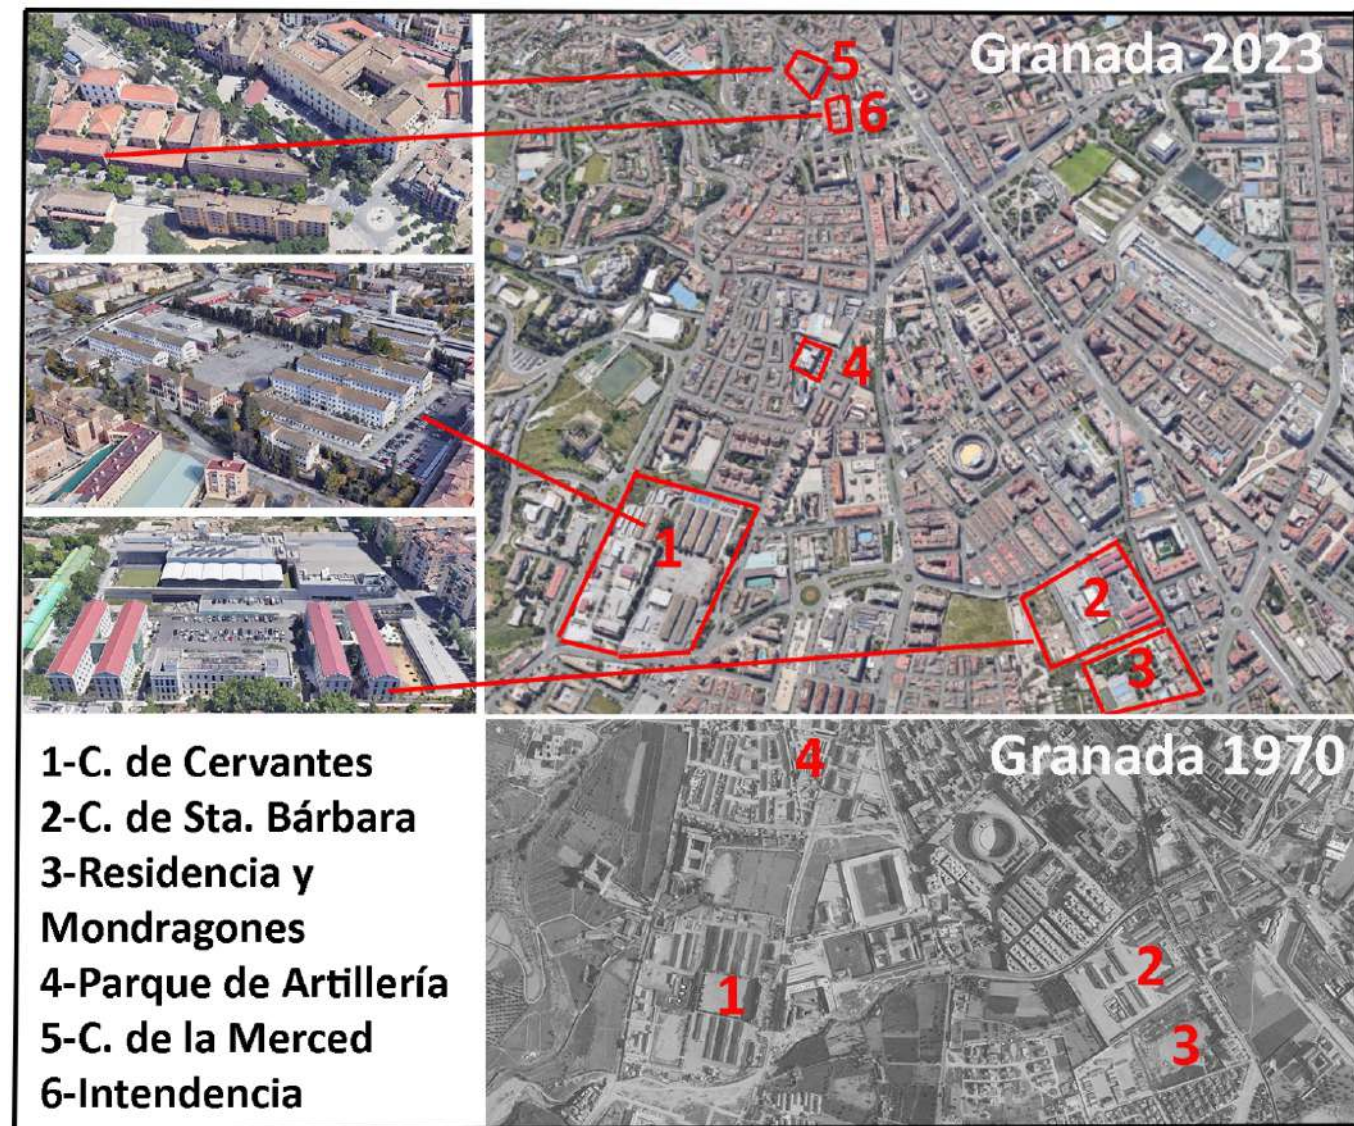 Granada 2023
5
6
4
1
2
3
Granada 1970
4
1
2
3
1-C. de Cervantes
2-C. de Sta. Bárbara
3-Residencia y
Mondragones
4-Parque de Artillería
5-C. de la Merced
6-Intendencia